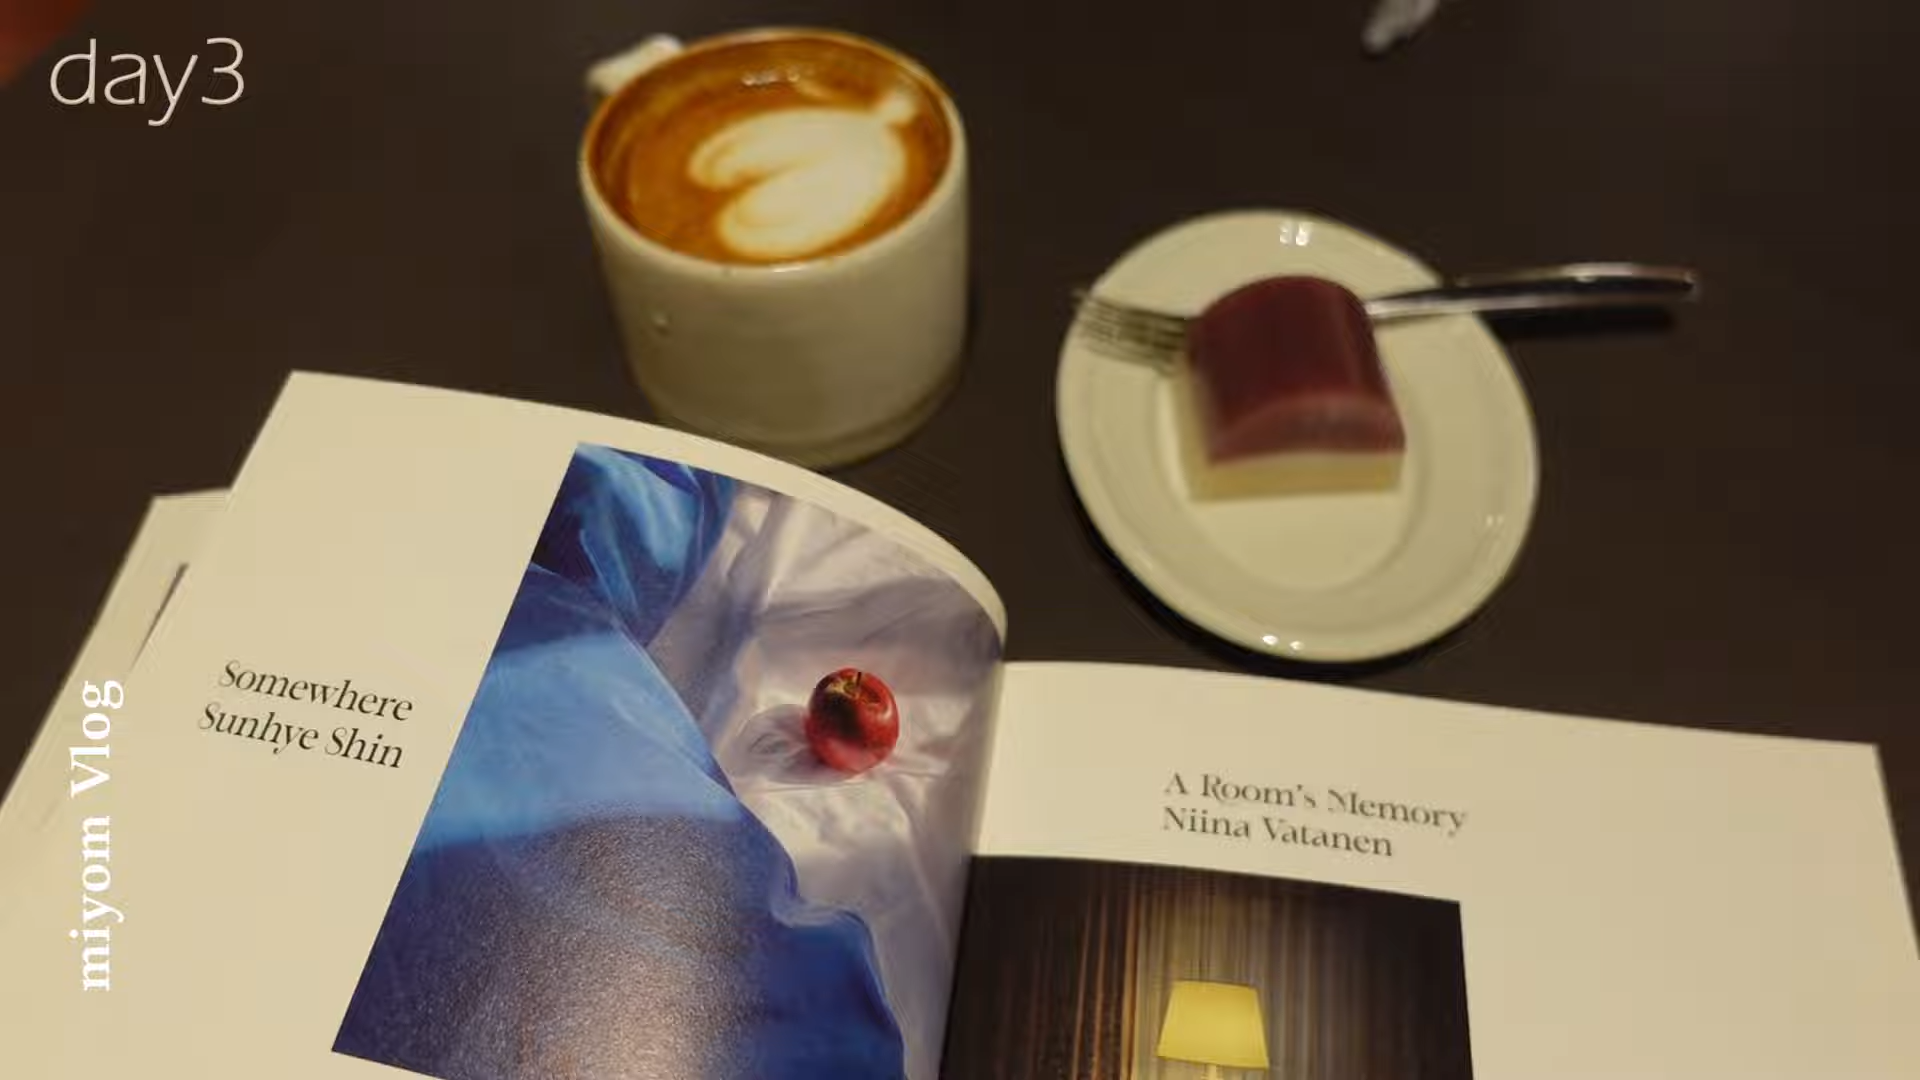 day3
Somewhere
Sunhye Shin
A Room's Memory
Niina Vatanen
miyom Vlog